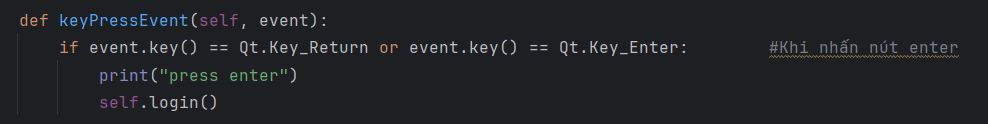 def keyPressEvent(self, event):
    if event.key() == Qt.Key_Return or event.key() == Qt.Key_Enter:        #Khi nhấn nút enter
        print("press enter")
        self.login()